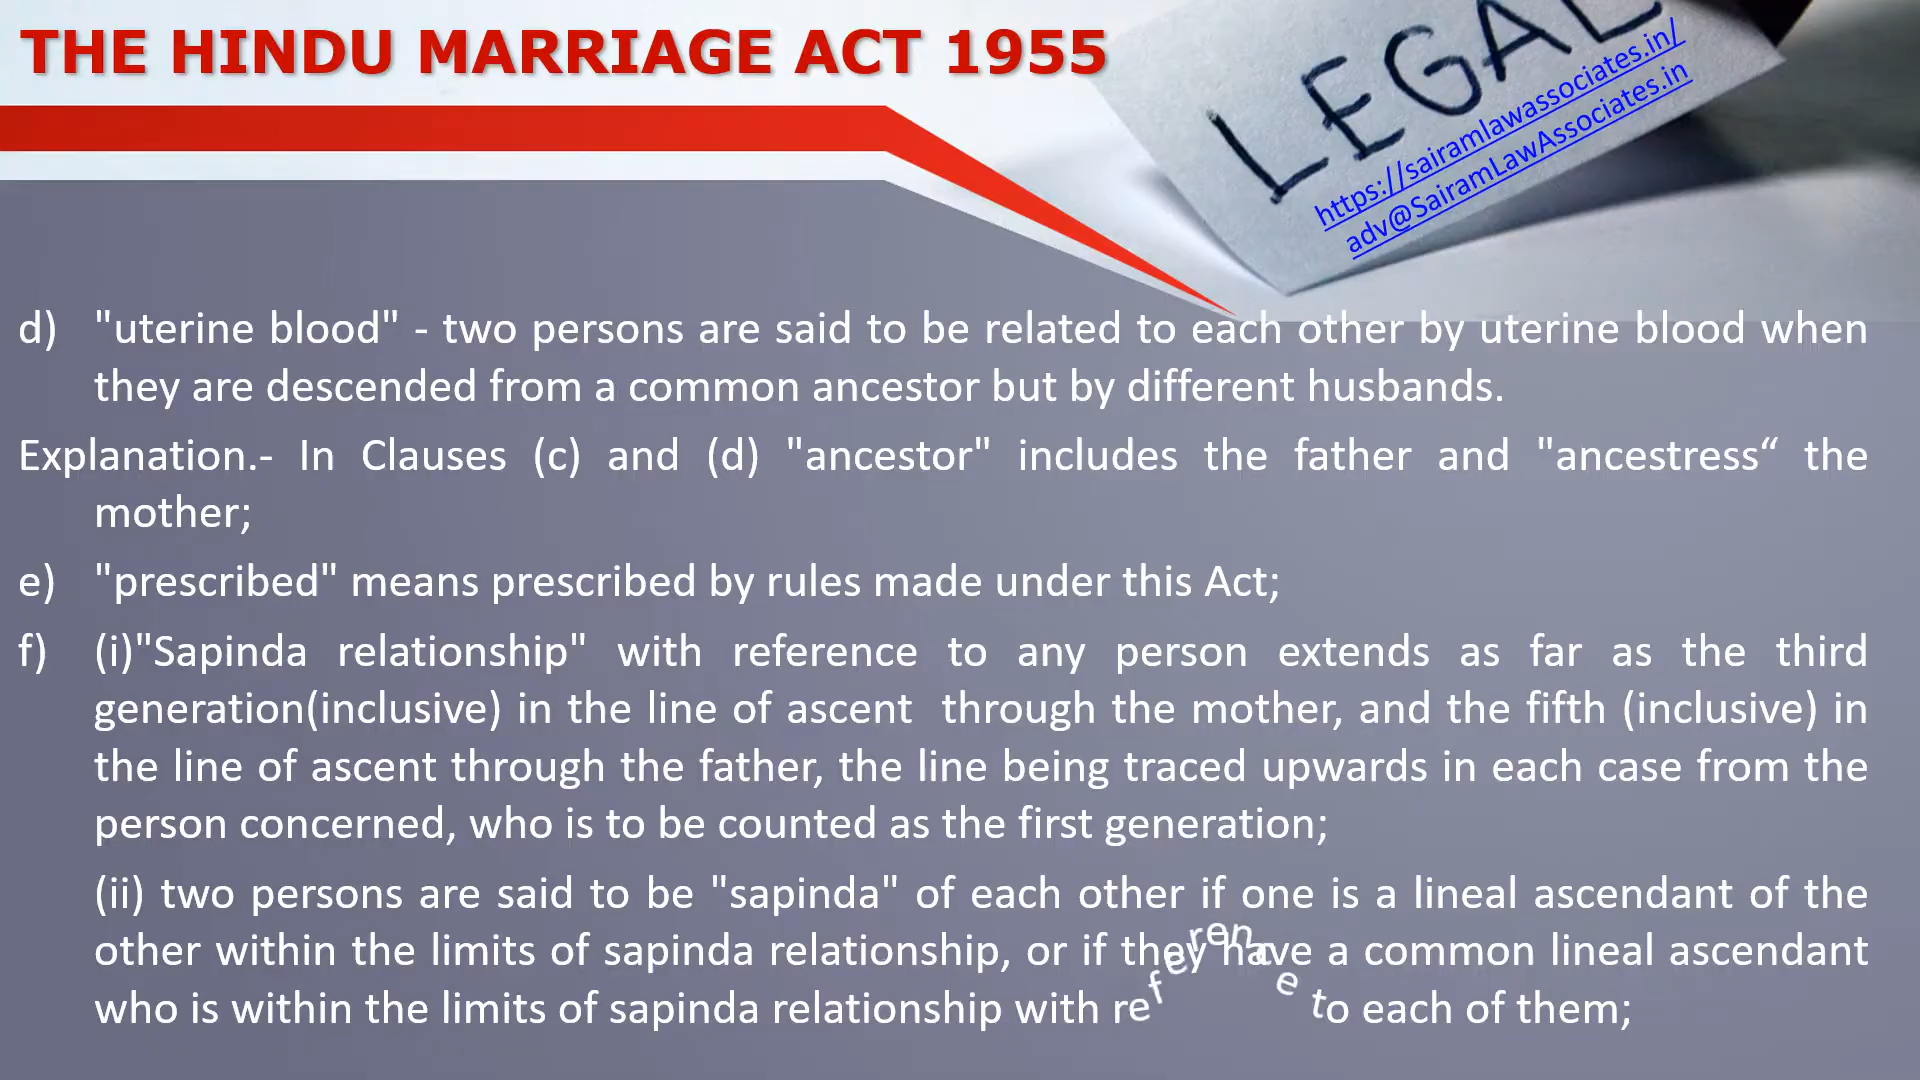 THE HINDU MARRIAGE ACT 1955
LEGAL
https://sairamlawassociates.in/
adv@SairamLawAssociates.in
d) "uterine blood" - two persons are said to be related to each other by uterine blood when
they are descended from a common ancestor but by different husbands.
Explanation.- In Clauses (c) and (d) "ancestor" includes the father and "ancestress“ the
mother;
e) "prescribed" means prescribed by rules made under this Act;
f) (i)"Sapinda relationship" with reference to any person extends as far as the third
generation(inclusive) in the line of ascent through the mother, and the fifth (inclusive) in
the line of ascent through the father, the line being traced upwards in each case from the
person concerned, who is to be counted as the first generation;
(ii) two persons are said to be "sapinda" of each other if one is a lineal ascendant of the
other within the limits of sapinda relationship, or if they have a common lineal ascendant
who is within the limits of sapinda relationship with reference to each of them;